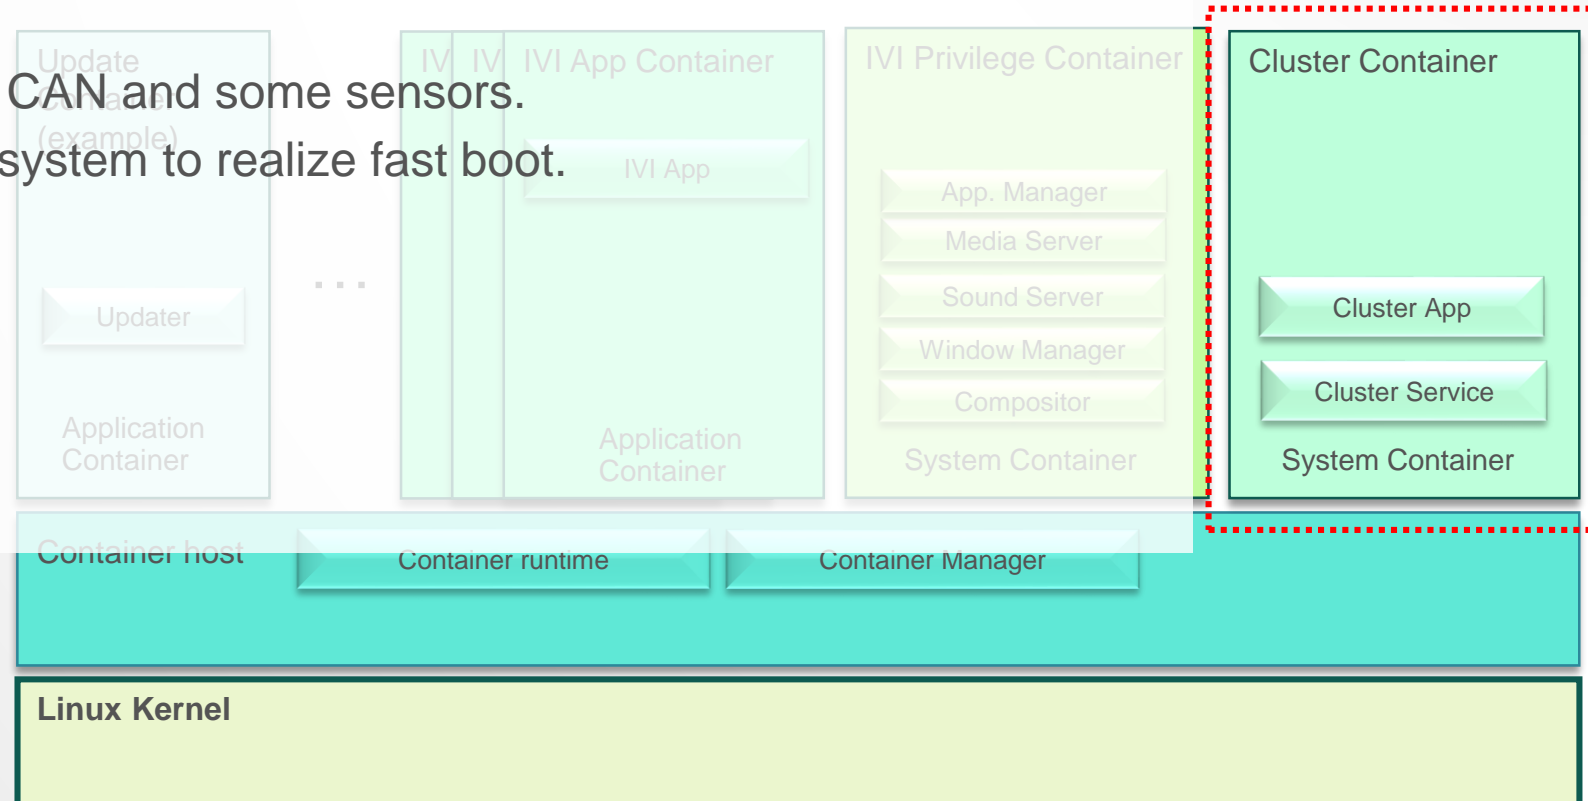 Update
Container
(example)
CAN and some sensors.
system to realize fast boot.
Updater
Application
Container
...
IV
IV
IVI App Container
IVI App
Application
Container
IVI Privilege Container
App. Manager
Media Server
Sound Server
Window Manager
Compositor
System Container
Cluster Container
Cluster App
Cluster Service
System Container
Container host
Container runtime
Container Manager
Linux Kernel